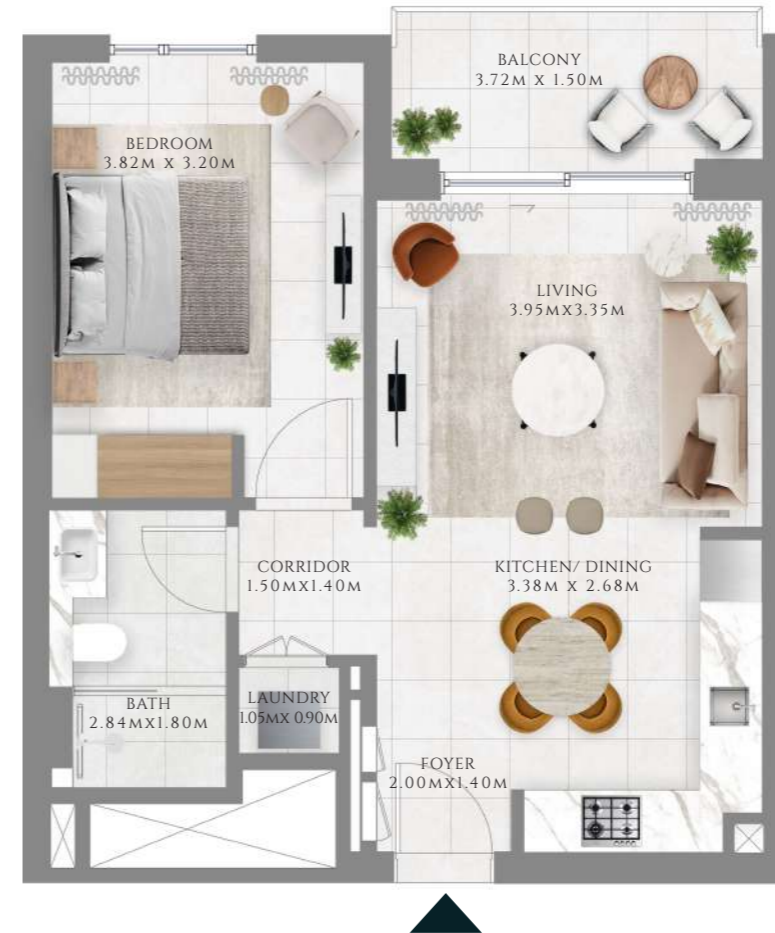 BALCONY
3.72M X 1.50M
BEDROOM
3.82M X 3.20M
LIVING
3.95MX3.35M
CORRIDOR
1.50MX1.40M
KITCHEN/ DINING
3.38M X 2.68M
BATH
2.84MX1.80M
LAUNDRY
1.05MX 0.90M
FOYER
2.00MX1.40M